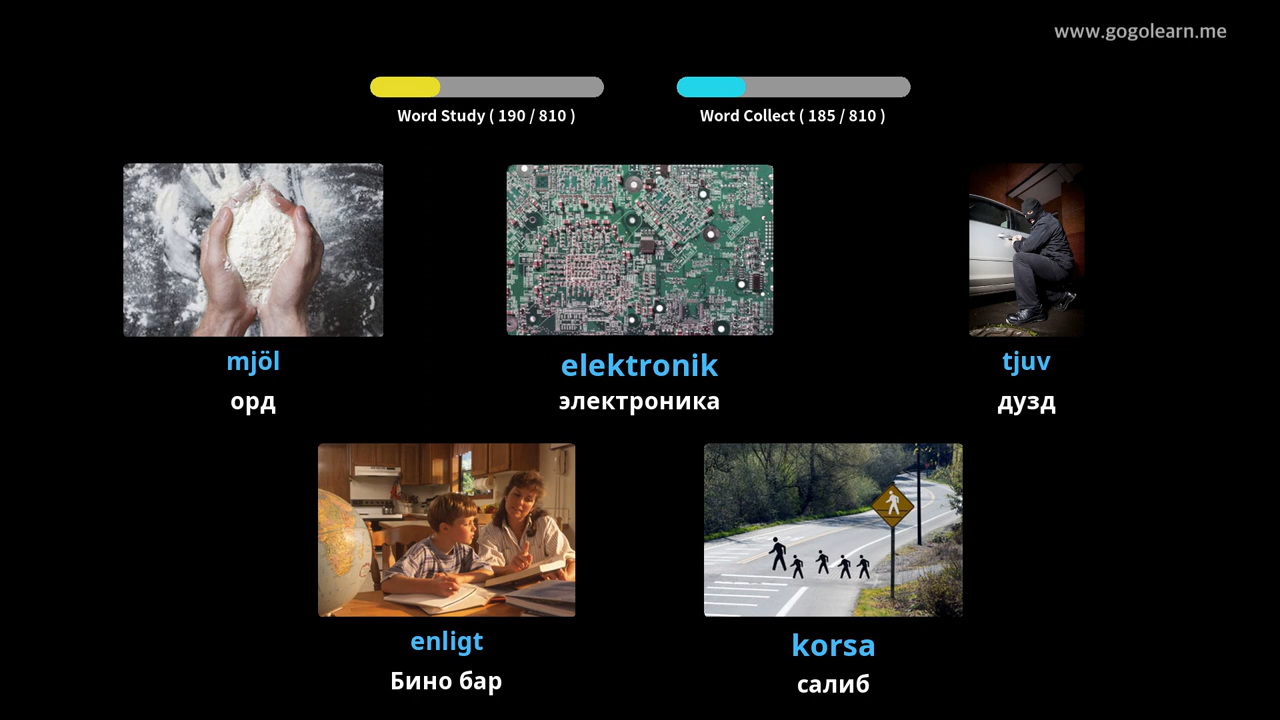 www.gogolearn.me
Word Study ( 190 / 810 )
Word Collect ( 185 / 810 )
mjöl
орд
elektronik
электроника
tjuv
дузд
enligt
Бино бар
korsa
салиб